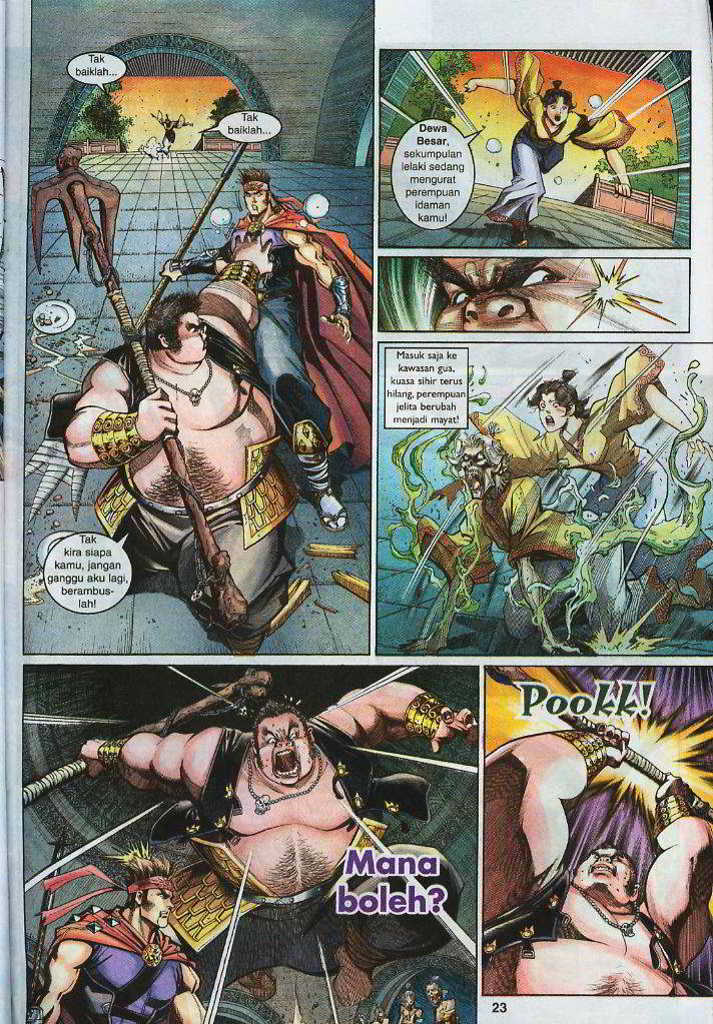 Tak
baiklah...
Tak
baiklah...
Tak
kira siapa
kamu, jangan
ganggu aku lagi,
berambus-
lah!
Dewa
Besar,
sekumpulan
lelaki sedang
mengurat
perempuan
idaman
kamu!
Masuk saja ke
kawasan gua,
kuasa sihir terus
hilang, perempuan
jelita berubah
menjadi mayat!
Mana
boleh?
Pookk!
23